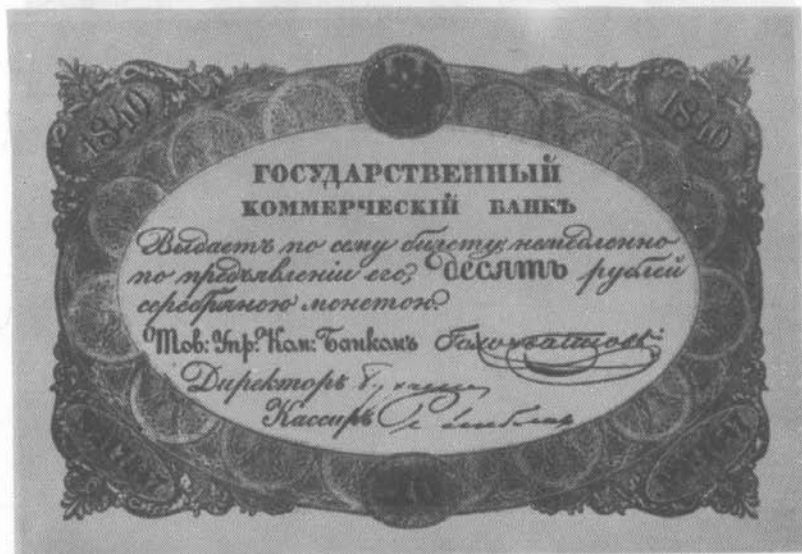 1840 1840
ГОСУДАРСТВЕННЫЙ
КОММЕРЧЕСКІЙ БАНКЪ
Выдаетъ по сему билету; немедленно
по предъявленіи его, десять рублей
серебряною монетою.
Тов: Упр: Ком: Банкомъ
Директоръ
Кассиръ
10